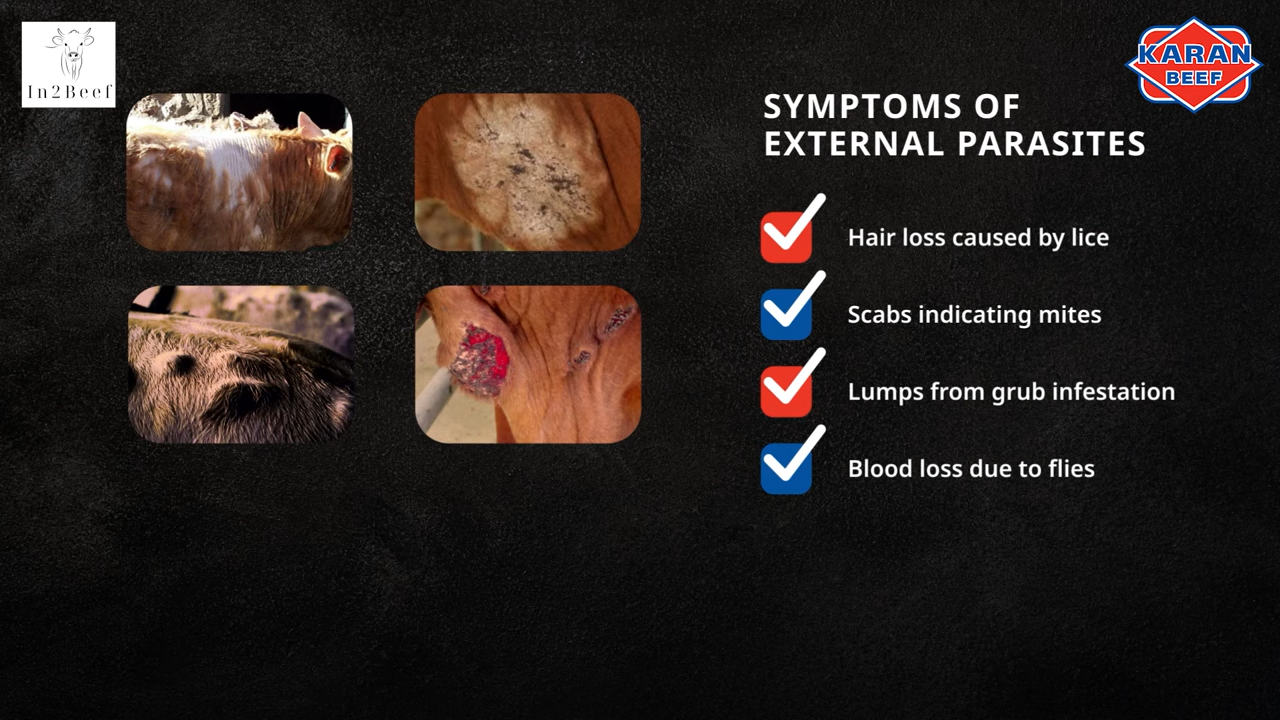 In2Beef
KARAN
BEEF
SYMPTOMS OF
EXTERNAL PARASITES
Hair loss caused by lice
Scabs indicating mites
Lumps from grub infestation
Blood loss due to flies